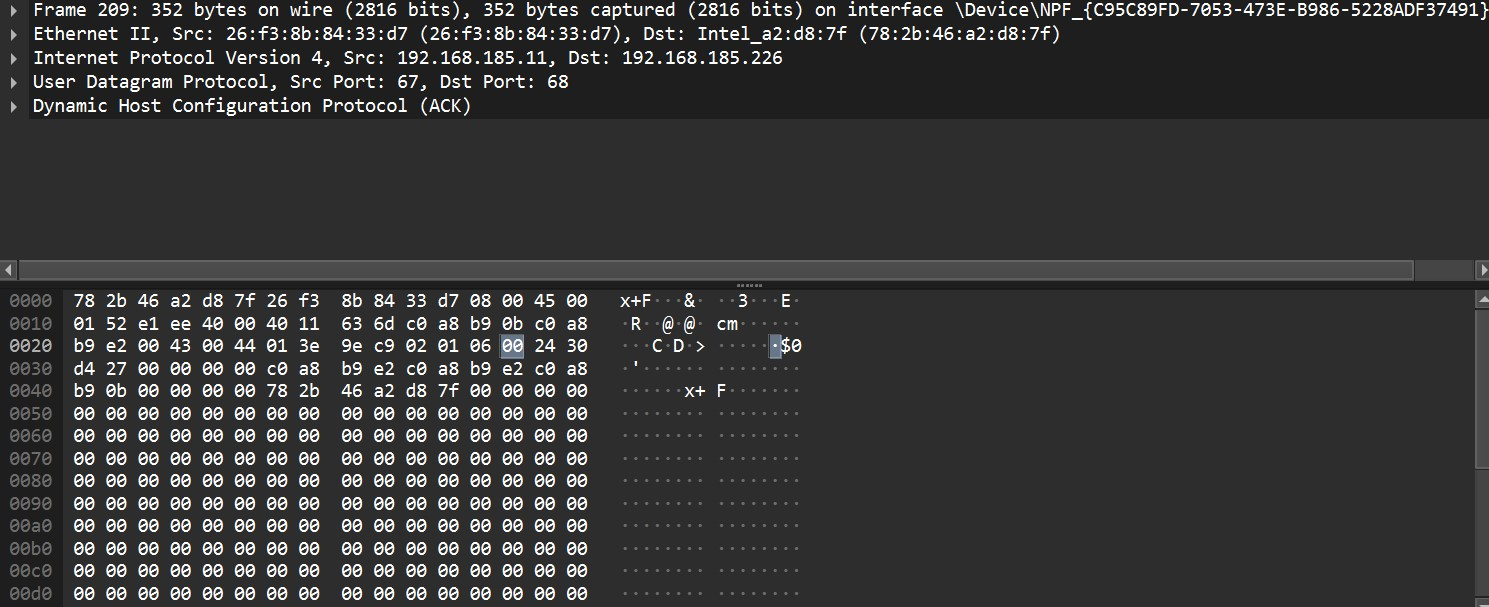 Frame 209: 352 bytes on wire (2816 bits), 352 bytes captured (2816 bits) on interface \Device\NPF_{C95C89FD-7053-473E-B986-5228ADF37491}
Ethernet II, Src: 26:f3:8b:84:33:d7 (26:f3:8b:84:33:d7), Dst: Intel_a2:d8:7f (78:2b:46:a2:d8:7f)
Internet Protocol Version 4, Src: 192.168.185.11, Dst: 192.168.185.226
User Datagram Protocol, Src Port: 67, Dst Port: 68
Dynamic Host Configuration Protocol (ACK)
0000 78 2b 46 a2 d8 7f 26 f3 8b 84 33 d7 08 00 45 00 x+F···&· ··3···E·
0010 01 52 e1 ee 40 00 40 11 63 6d c0 a8 b9 0b c0 a8 ·R··@·@· cm······
0020 b9 e2 00 43 00 44 01 3e 9e c9 02 01 06 00 24 30 ···C·D·> ······$0
0030 d4 27 00 00 00 00 c0 a8 b9 e2 c0 a8 b9 e2 c0 a8 ·'······ ········
0040 b9 0b 00 00 00 00 78 2b 46 a2 d8 7f 00 00 00 00 ······x+ F·······
0050 00 00 00 00 00 00 00 00 00 00 00 00 00 00 00 00 ········ ········
0060 00 00 00 00 00 00 00 00 00 00 00 00 00 00 00 00 ········ ········
0070 00 00 00 00 00 00 00 00 00 00 00 00 00 00 00 00 ········ ········
0080 00 00 00 00 00 00 00 00 00 00 00 00 00 00 00 00 ········ ········
0090 00 00 00 00 00 00 00 00 00 00 00 00 00 00 00 00 ········ ········
00a0 00 00 00 00 00 00 00 00 00 00 00 00 00 00 00 00 ········ ········
00b0 00 00 00 00 00 00 00 00 00 00 00 00 00 00 00 00 ········ ········
00c0 00 00 00 00 00 00 00 00 00 00 00 00 00 00 00 00 ········ ········
00d0 00 00 00 00 00 00 00 00 00 00 00 00 00 00 00 00 ········ ········